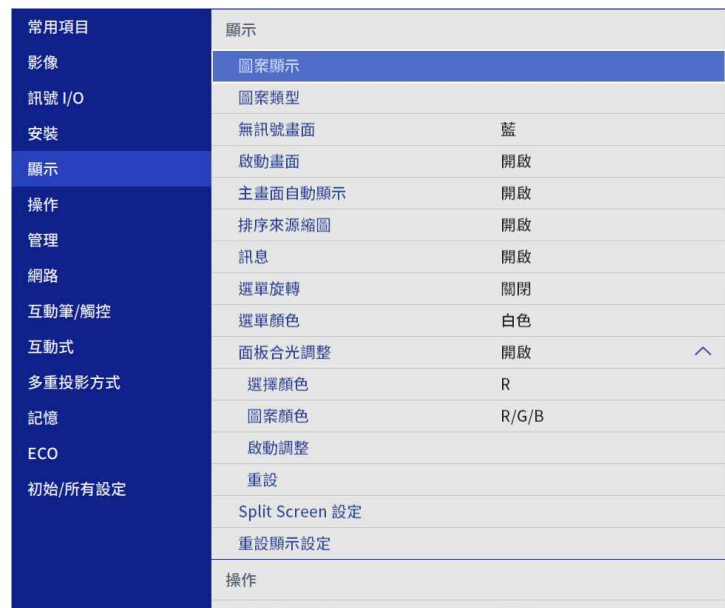 常用項目
影像
訊號 I/O
安裝
顯示
操作
管理
網路
互動筆/觸控
互動式
多重投影方式
記憶
ECO
初始/所有設定
顯示
圖案顯示
圖案類型
無訊號畫面 藍
啟動畫面 開啟
主畫面自動顯示 開啟
排序來源縮圖 開啟
訊息 開啟
選單旋轉 關閉
選單顏色 白色
面板合光調整 開啟
選擇顏色 R
圖案顏色 R/G/B
啟動調整
重設
Split Screen 設定
重設顯示設定
操作